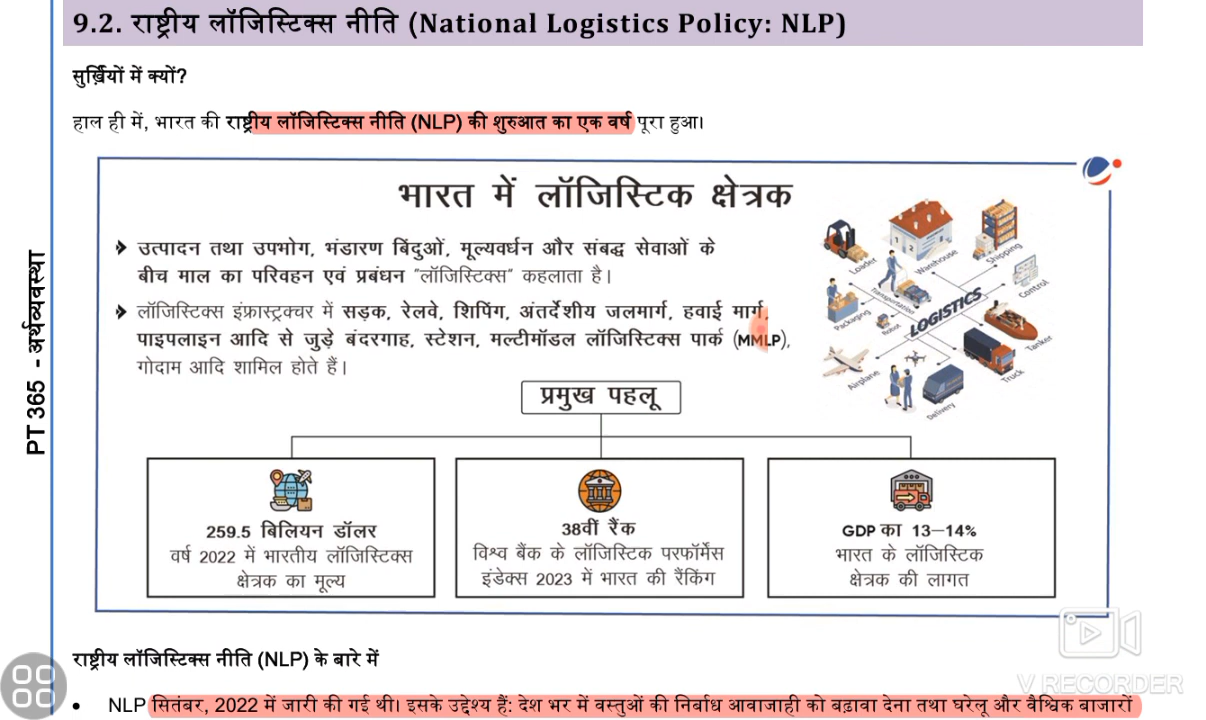 9.2. राष्ट्रीय लॉजिस्टिक्स नीति (National Logistics Policy: NLP)
सुर्ख़ियों में क्यों?
हाल ही में, भारत की राष्ट्रीय लॉजिस्टिक्स नीति (NLP) की शुरुआत का एक वर्ष पूरा हुआ।
भारत में लॉजिस्टिक क्षेत्रक
उत्पादन तथा उपभोग, भंडारण बिंदुओं, मूल्यवर्धन और संबद्ध सेवाओं के
बीच माल का परिवहन एवं प्रबंधन "लॉजिस्टिक्स" कहलाता है।
लॉजिस्टिक्स इंफ्रास्ट्रक्चर में सड़क, रेलवे, शिपिंग, अंतर्देशीय जलमार्ग, हवाई मार्ग,
पाइपलाइन आदि से जुड़े बंदरगाह, स्टेशन, मल्टीमॉडल लॉजिस्टिक्स पार्क (MMLP),
गोदाम आदि शामिल होते हैं।
Loader
Warehouse
Shipping
Control
Transportation
Packaging
Robot
LOGISTICS
Tanker
Airplane
Truck
Delivery
प्रमुख पहलू
259.5 बिलियन डॉलर
वर्ष 2022 में भारतीय लॉजिस्टिक्स
क्षेत्रक का मूल्य
38वीं रैंक
विश्व बैंक के लॉजिस्टिक परफॉर्मेंस
इंडेक्स 2023 में भारत की रैंकिंग
GDP का 13–14%
भारत के लॉजिस्टिक
क्षेत्रक की लागत
PT 365 - अर्थव्यवस्था
राष्ट्रीय लॉजिस्टिक्स नीति (NLP) के बारे में
• NLP सितंबर, 2022 में जारी की गई थी। इसके उद्देश्य हैं: देश भर में वस्तुओं की निर्बाध आवाजाही को बढ़ावा देना तथा घरेलू और वैश्विक बाजारों
V RECORDER